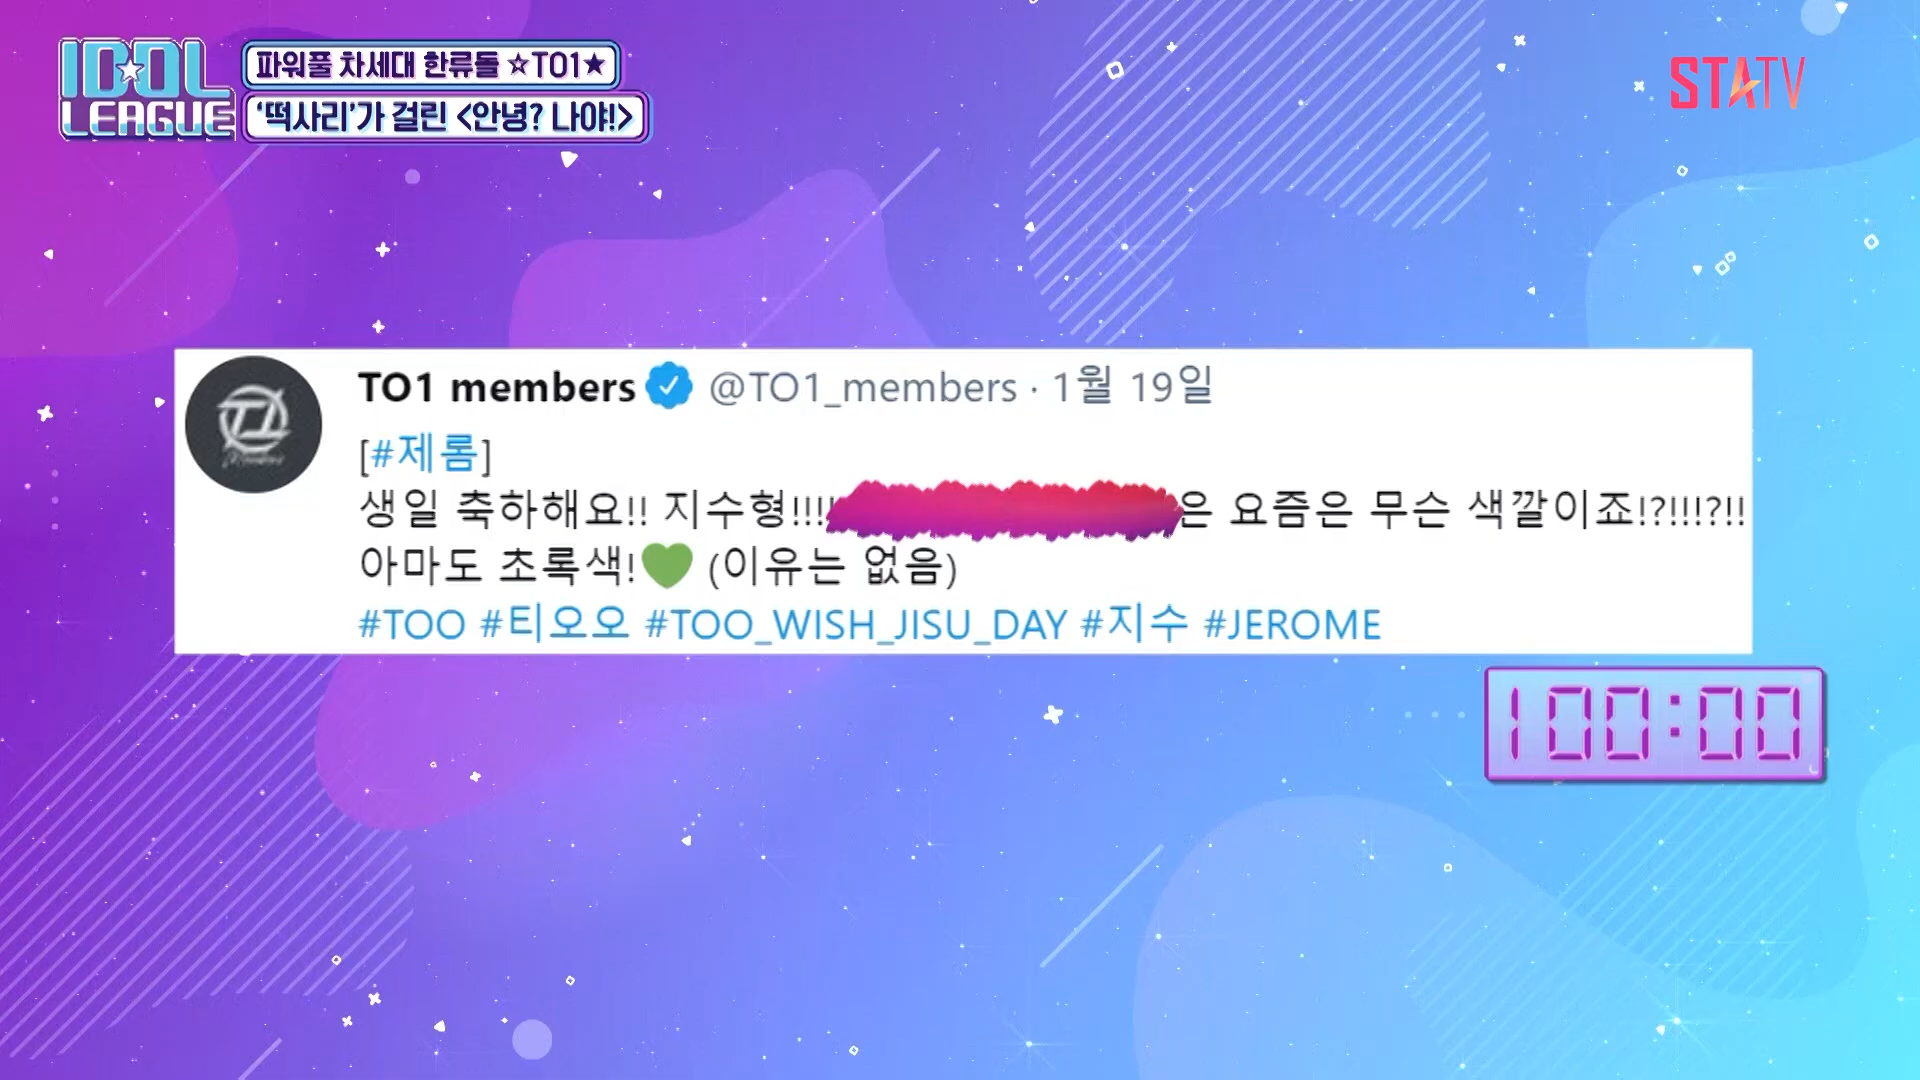 IDOL LEAGUE
파워풀 차세대 한류돌 ☆TO1★
'떡사리'가 걸린 <안녕? 나야!>
STATV
TO1 members @TO1_members · 1월 19일
[#제롬]
생일 축하해요!! 지수형!!!! 은 요즘은 무슨 색깔이죠!?!!!?!!
아마도 초록색!💚 (이유는 없음)
#TOO #티오오 #TOO_WISH_JISU_DAY #지수 #JEROME
100:00